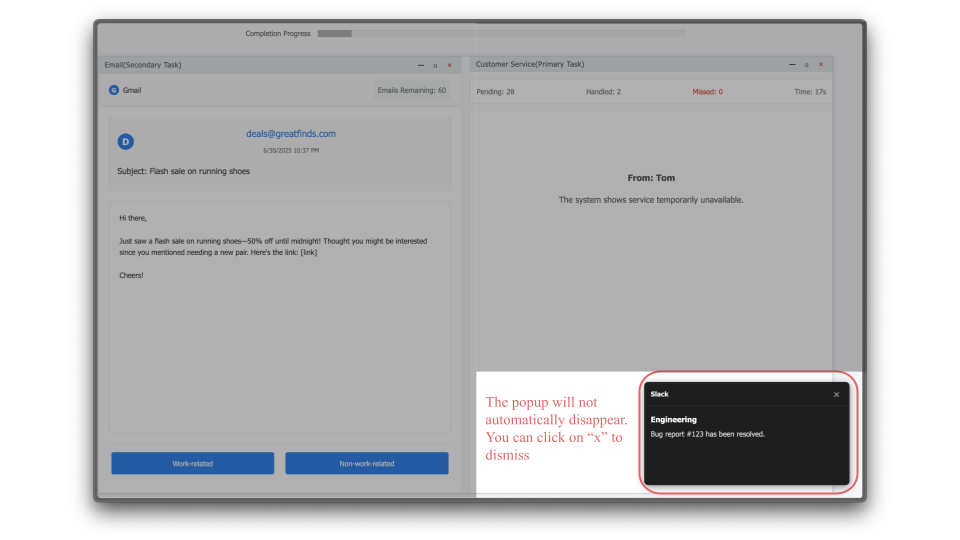 Completion Progress
Email(Secondary Task)
G Gmail
Emails Remaining: 60
D
deals@greatfinds.com
6/30/2025 10:37 PM
Subject: Flash sale on running shoes
Hi there,
Just saw a flash sale on running shoes—50% off until midnight! Thought you might be interested
since you mentioned needing a new pair. Here's the link: [link]
Cheers!
Work-related
Non-work-related
Customer Service(Primary Task)
Pending: 28
Handled: 2
Missed: 0
Time: 17s
From: Tom
The system shows service temporarily unavailable.
The popup will not
automatically disappear.
You can click on “x” to
dismiss
Slack
Engineering
Bug report #123 has been resolved.